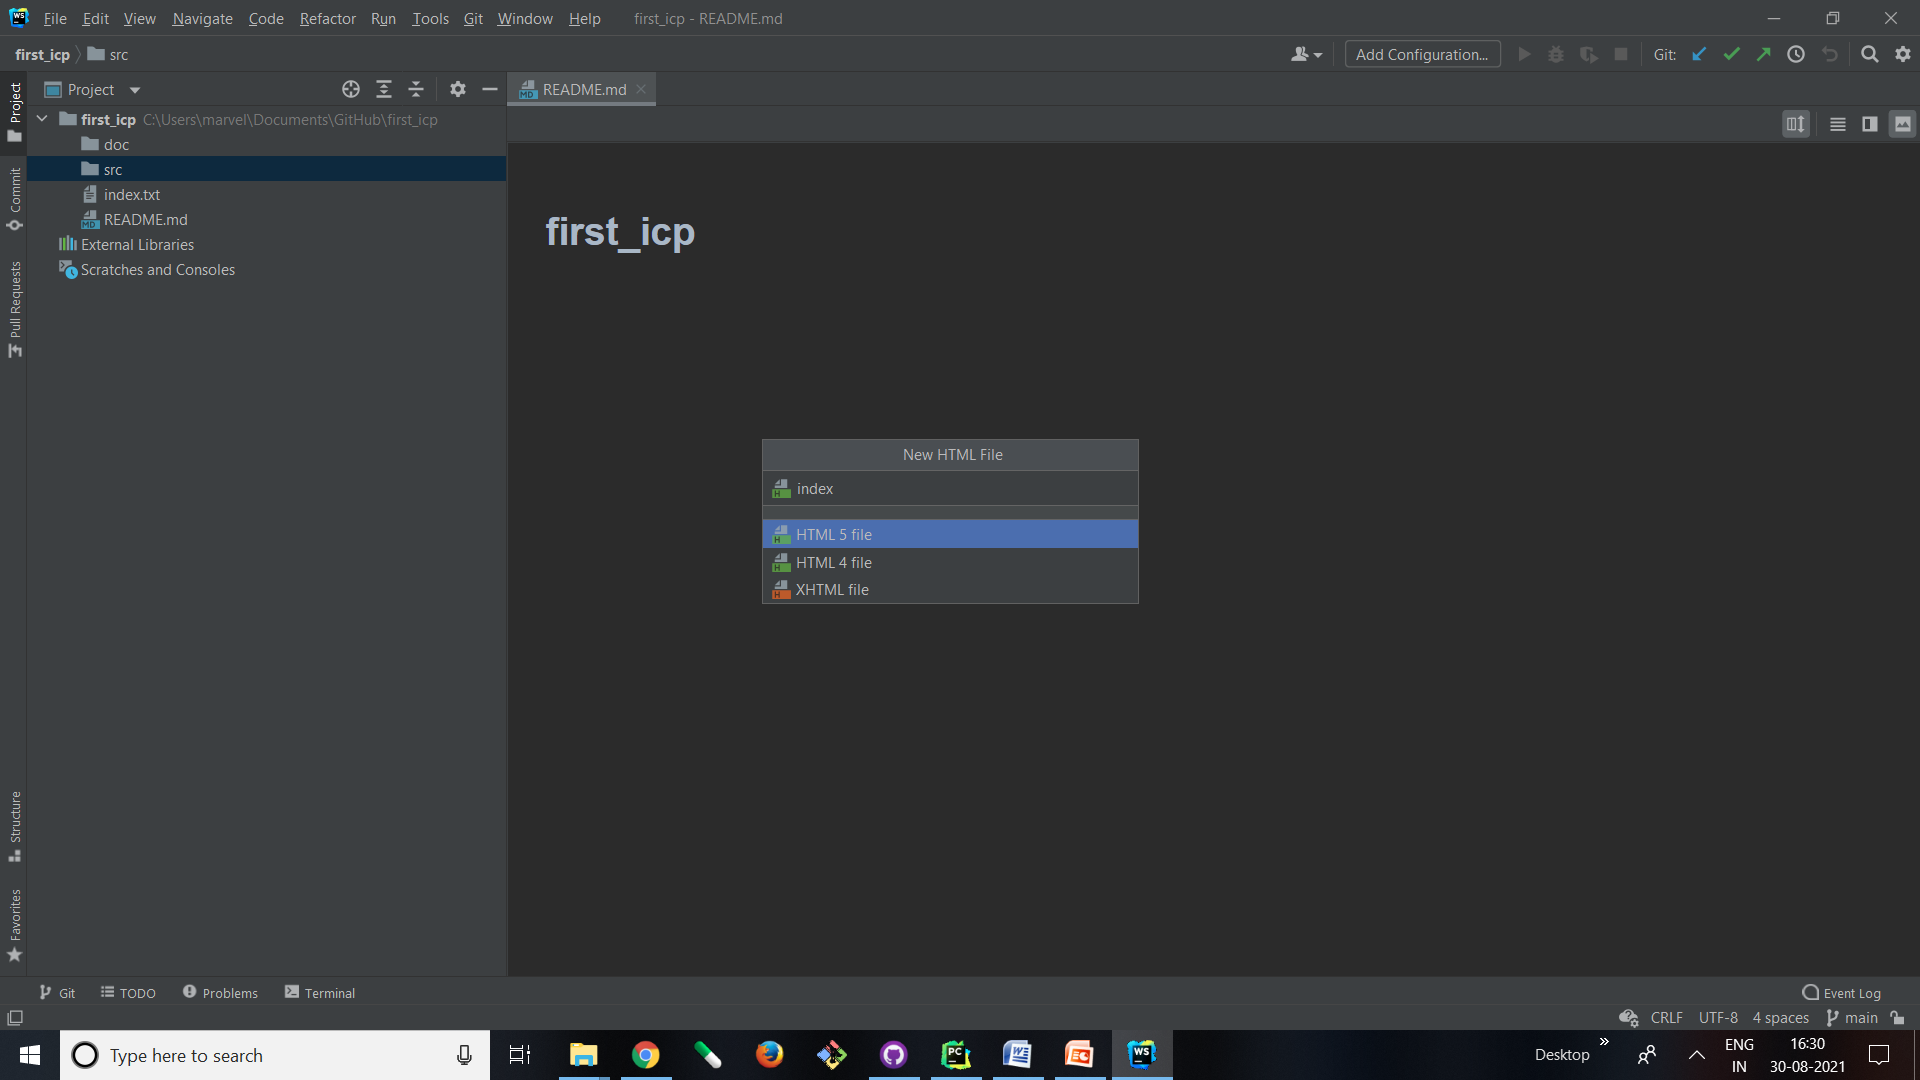 File Edit View Navigate Code Refactor Run Tools Git Window Help first_icp - README.md
first_icp src
Add Configuration... Git:
Project
README.md
first_icp C:\Users\marvel\Documents\GitHub\first_icp
doc
src
index.txt
README.md
External Libraries
Scratches and Consoles
Project
Commit
Pull Requests
Structure
Favorites
first_icp
New HTML File
index
HTML 5 file
HTML 4 file
XHTML file
Git TODO Problems Terminal
Event Log
CRLF UTF-8 4 spaces main
Type here to search
Desktop
ENG
IN
16:30
30-08-2021